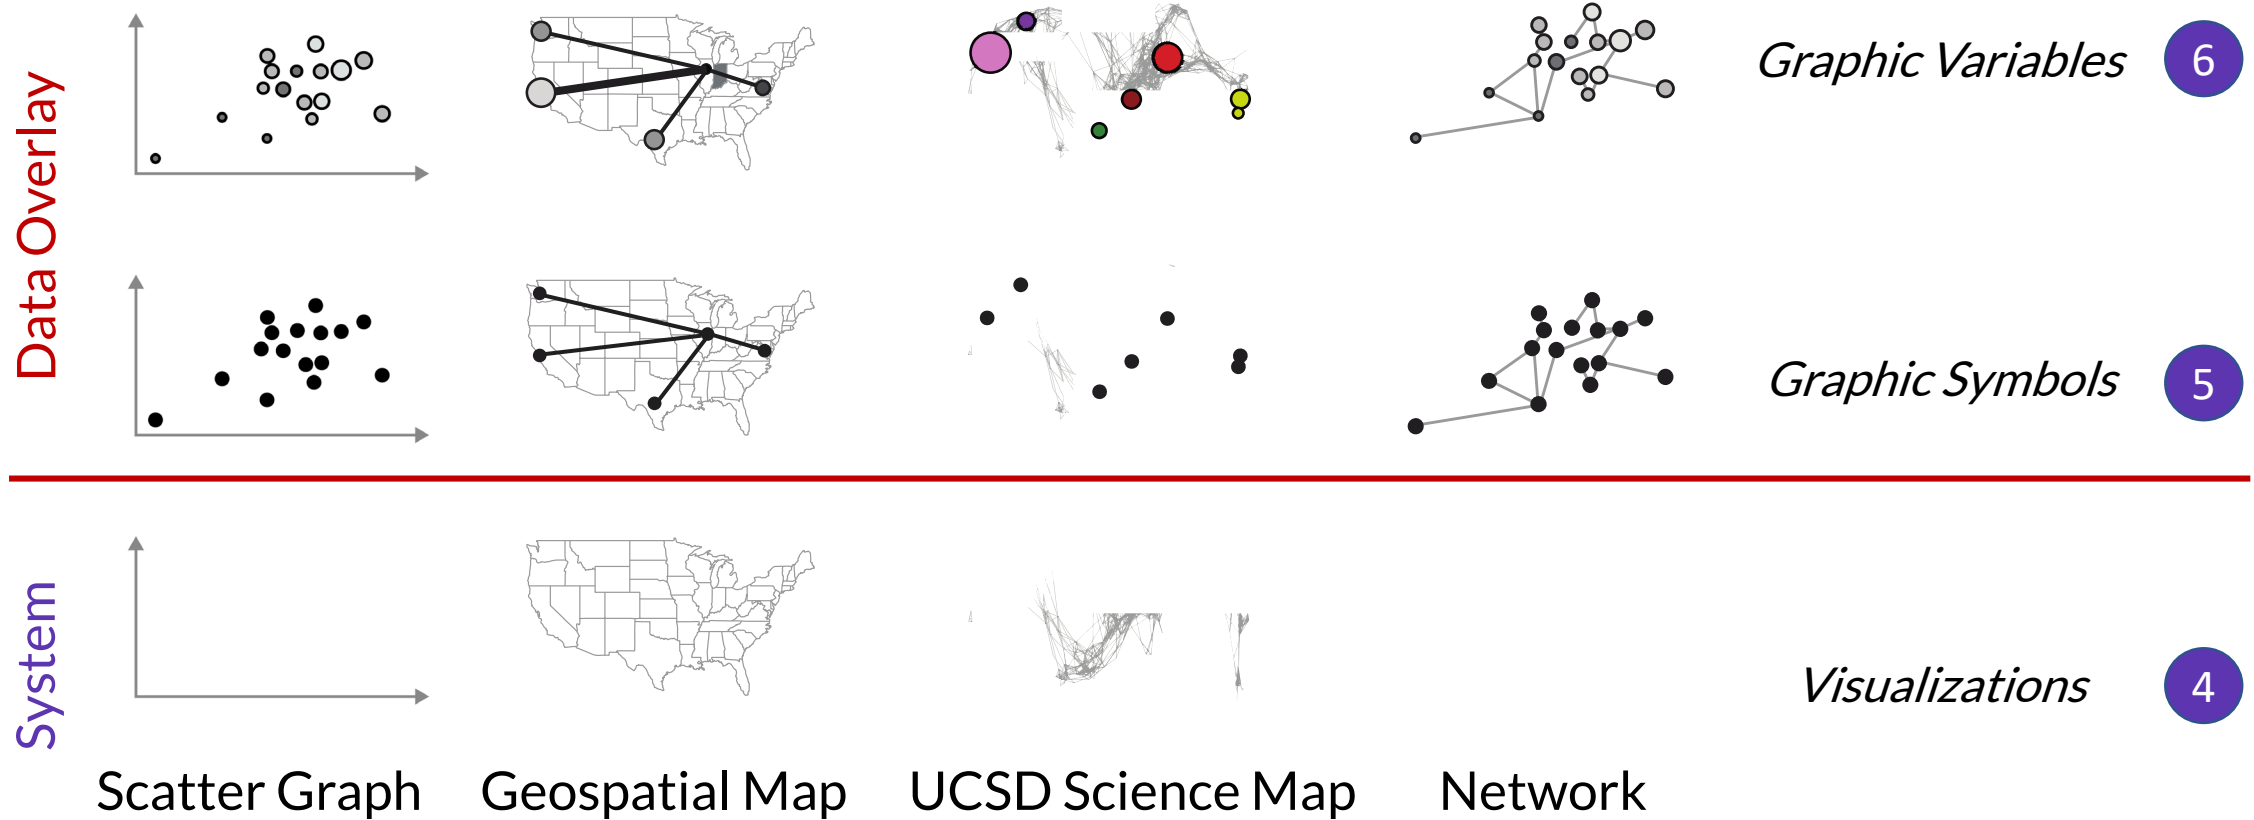 Data Overlay
Graphic Variables 6
Graphic Symbols 5
System
Visualizations 4
Scatter Graph Geospatial Map UCSD Science Map Network